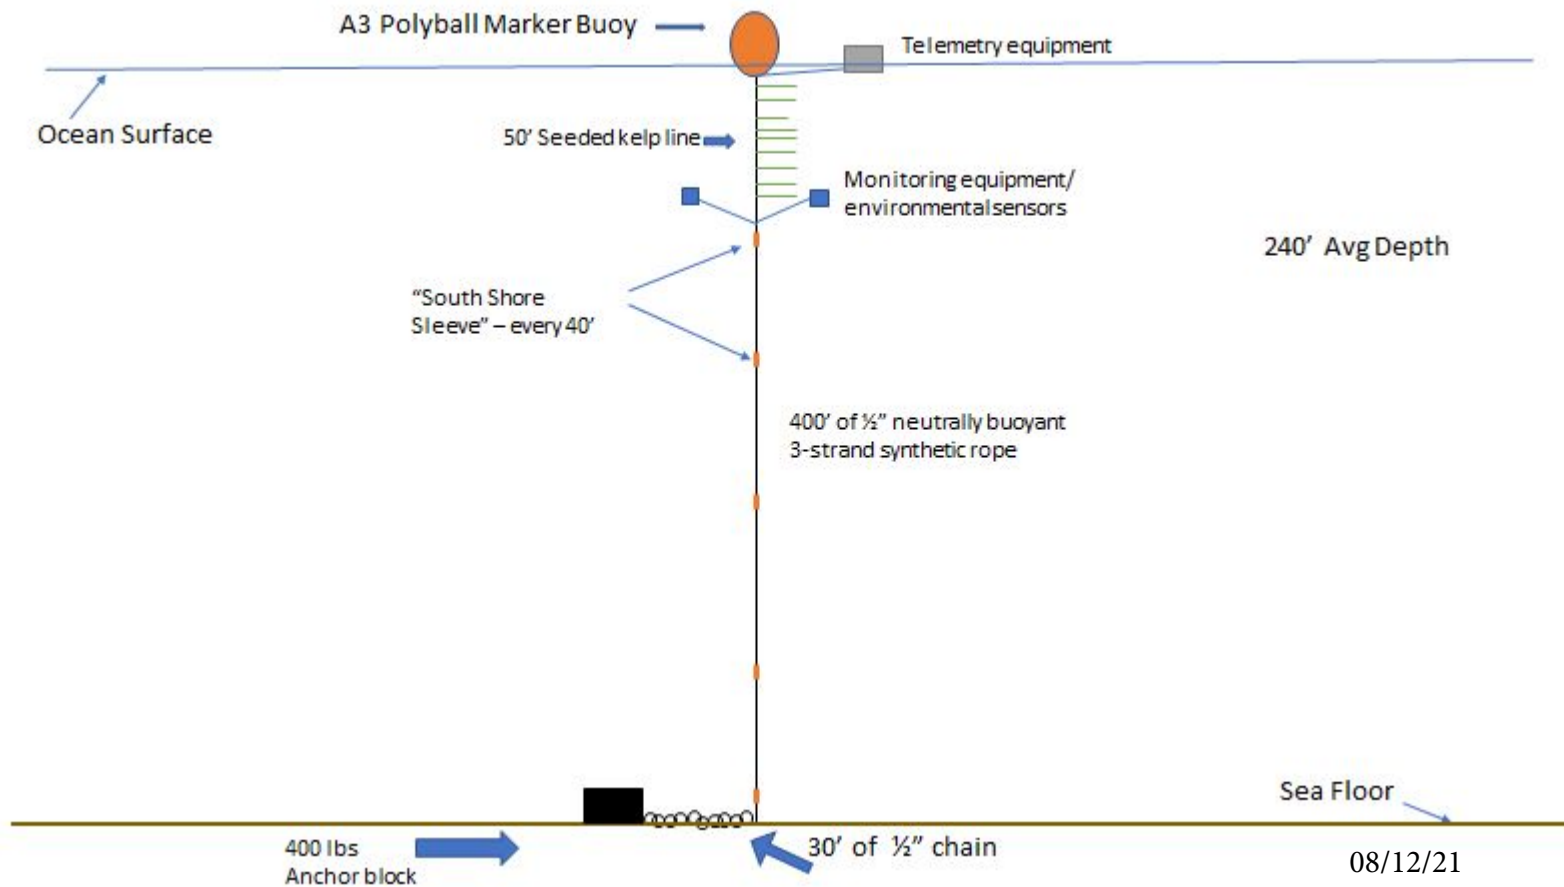 A3 Polyball Marker Buoy
Telemetry equipment
Ocean Surface
50' Seeded kelp line
Monitoring equipment/
environmental sensors
240' Avg Depth
“South Shore
Sleeve” – every 40'
400' of ½” neutrally buoyant
3-strand synthetic rope
Sea Floor
400 lbs
Anchor block
30' of ½” chain
08/12/21